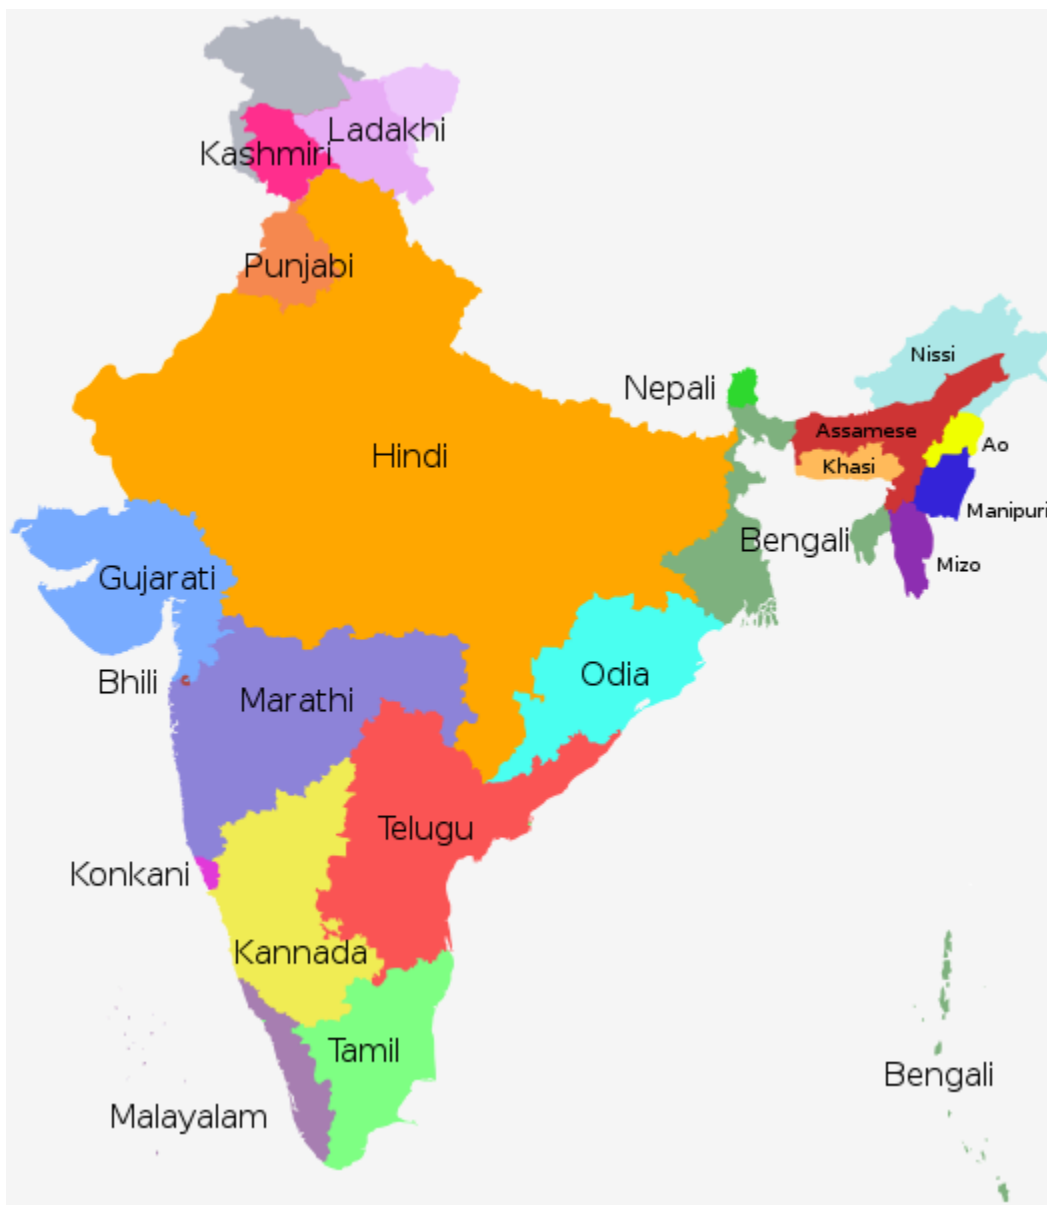 Ladakhi
Kashmiri
Punjabi
Nissi
Nepali
Assamese
Ao
Hindi
Khasi
Manipuri
Bengali
Mizo
Gujarati
Bhili
Odia
Marathi
Telugu
Konkani
Kannada
Tamil
Bengali
Malayalam